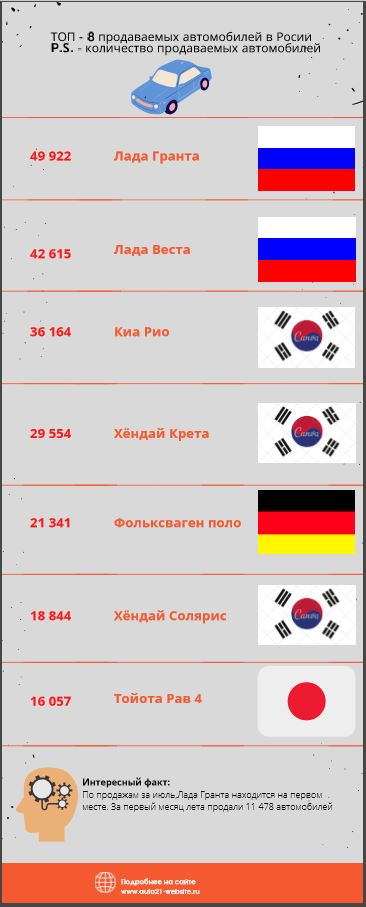 ТОП - 8 продаваемых автомобилей в Росии
P.S. - количество продаваемых автомобилей
49 922 Лада Гранта
42 615 Лада Веста
36 164 Киа Рио
Canva
29 554 Хёндай Крета
Canva
21 341 Фольксваген поло
18 844 Хёндай Солярис
Canva
16 057 Тойота Рав 4
Интересный факт:
По продажам за июль,Лада Гранта находится на первом
месте. За первый месяц лета продали 11 478 автомобилей
Подробнее на сайте
www.auto21-website.ru